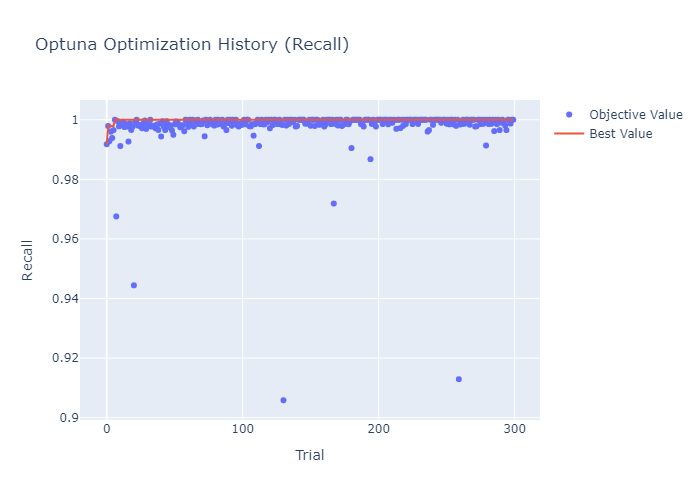 Optuna Optimization History (Recall)
Objective Value
Best Value
1
0.98
0.96
0.94
0.92
0.9
Recall
0
100
200
300
Trial